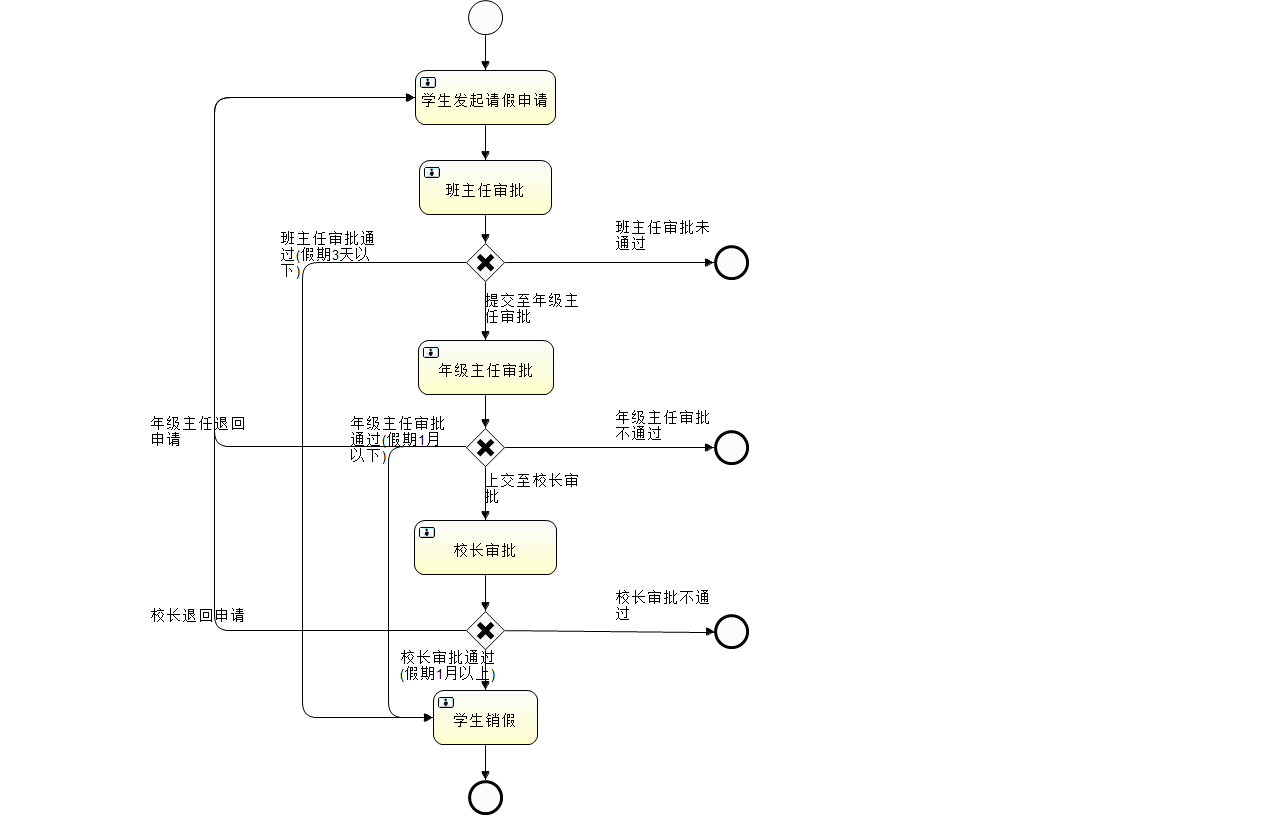 学生发起请假申请
班主任审批
班主任审批未
通过
班主任审批通
过(假期3天以
下)
提交至年级主
任审批
年级主任审批
年级主任退回
申请
年级主任审批
通过(假期1月
以下)
年级主任审批
不通过
上交至校长审
批
校长审批
校长退回申请
校长审批不通
过
校长审批通过
(假期1月以上)
学生销假